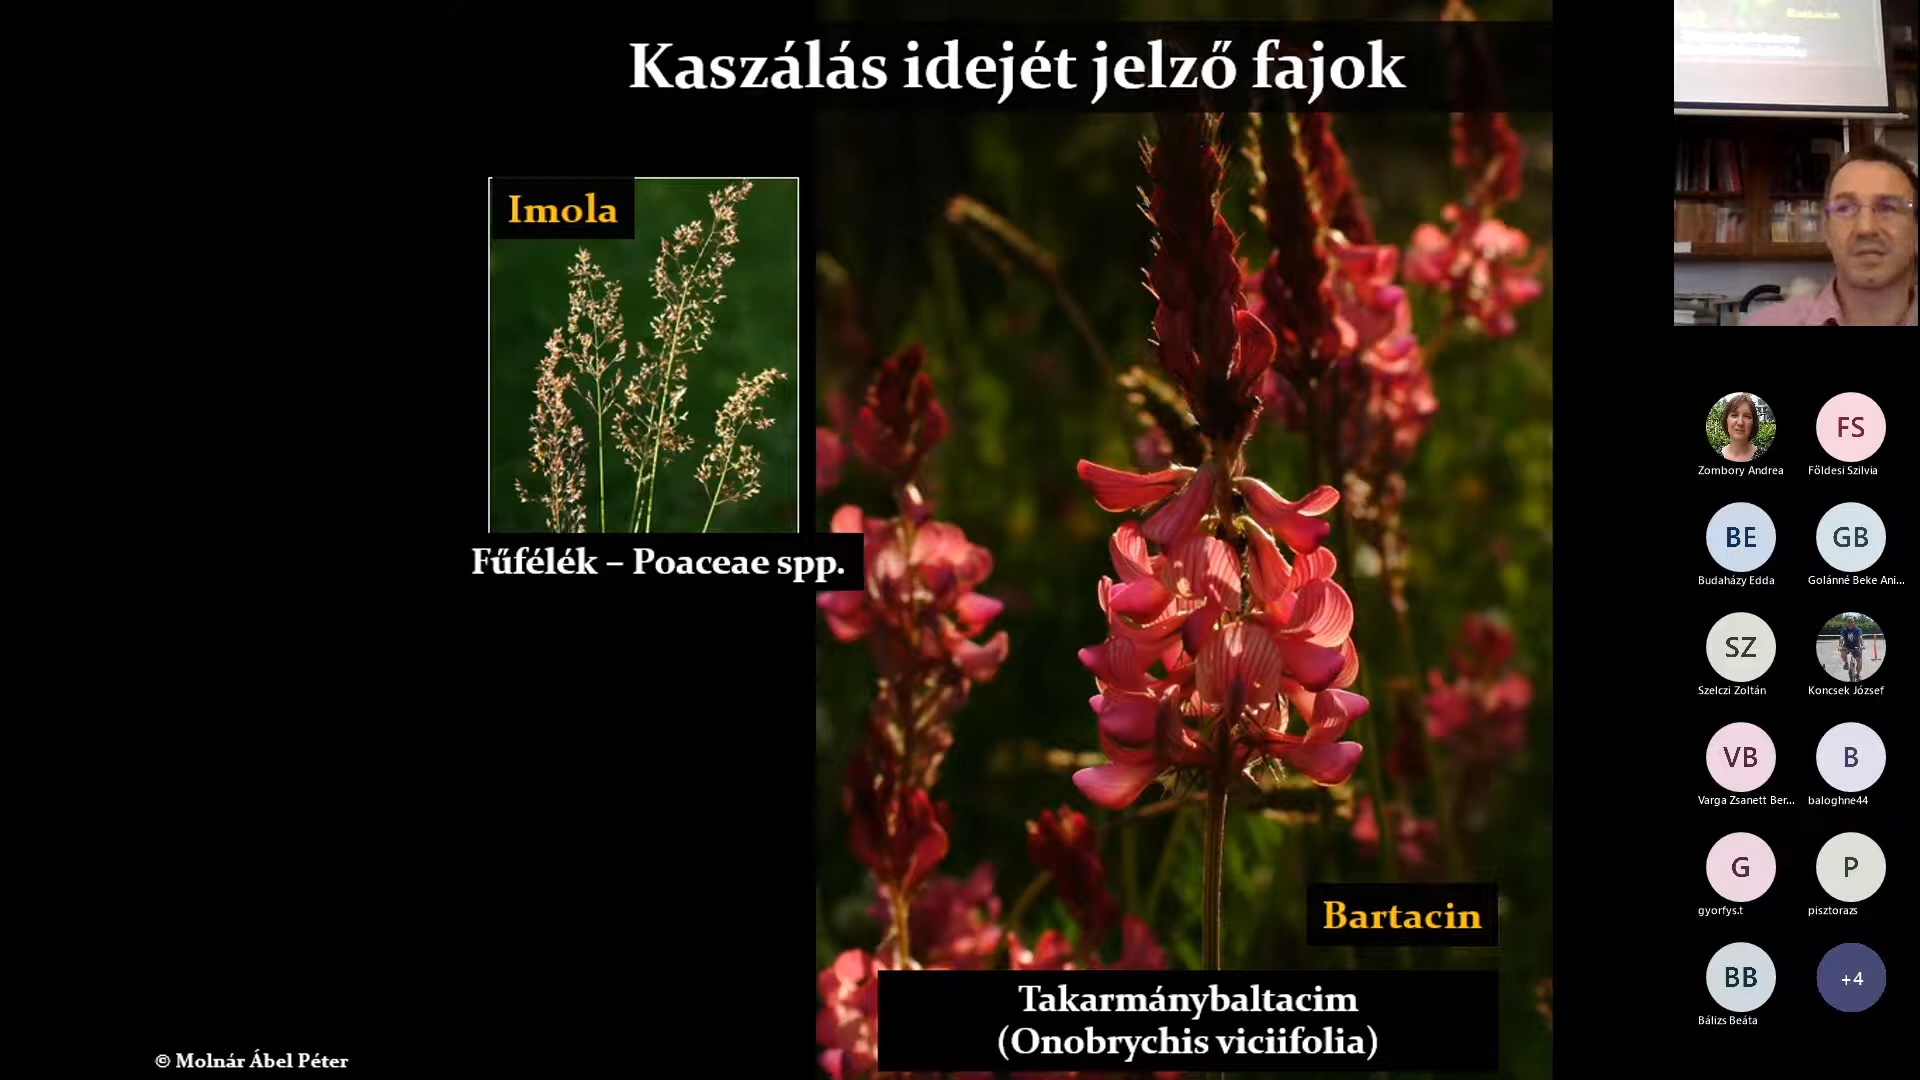 Kaszálás idejét jelző fajok
Imola
Fűfélék – Poaceae spp.
Bartacin
Takarmánybaltacim
(Onobrychis viciifolia)
© Molnár Ábel Péter
Zombory Andrea
FS
Földesi Szilvia
BE
Budaházy Edda
GB
Golánné Beke Ani...
SZ
Szelczi Zoltán
Koncsek József
VB
Varga Zsanett Ber...
B
baloghne44
G
gyorfys.t
P
pisztorazs
BB
Bálizs Beáta
+4